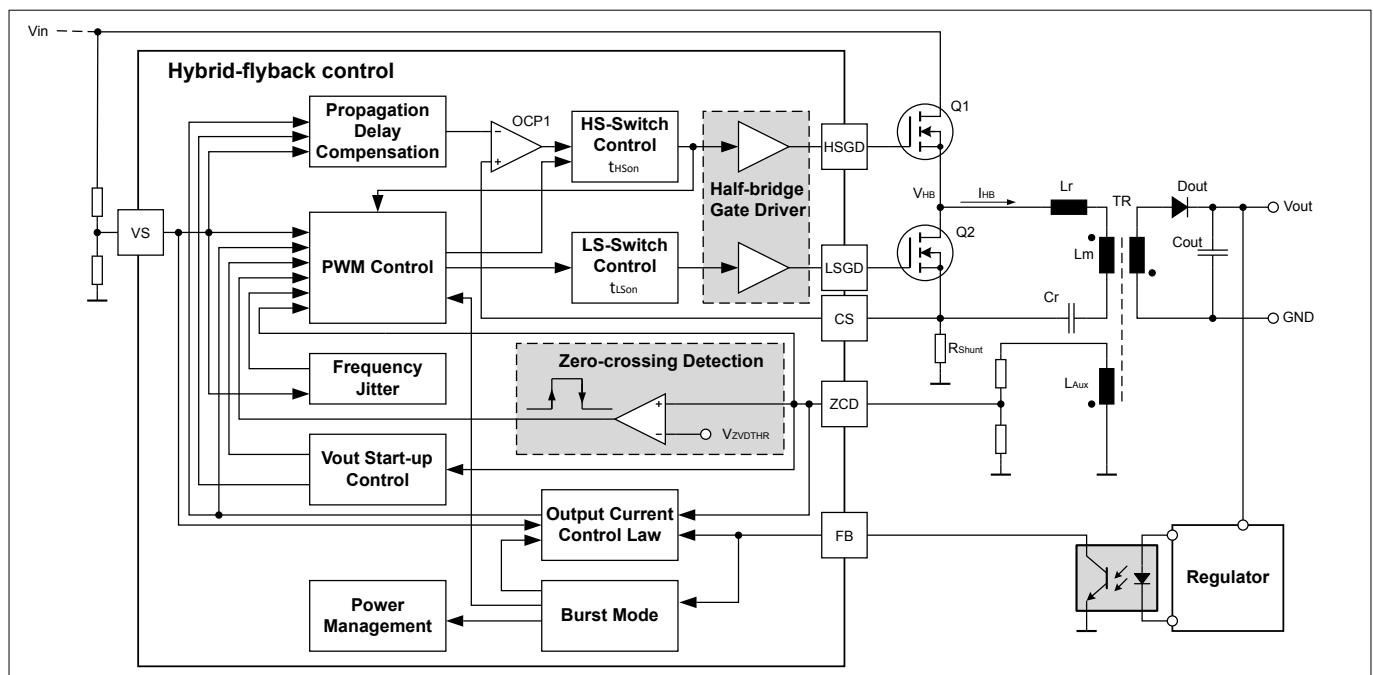 Vin
Hybrid-flyback control
Propagation
Delay
Compensation
OCP1
−
+
HS-Switch
Control
tHSon
Half-bridge
Gate Driver
HSGD
Q1
VHB
IHB
Lr
TR
Dout
Vout
VS
PWM Control
LS-Switch
Control
tLSon
LSGD
Q2
Lm
Cout
CS
Cr
GND
RShunt
Frequency
Jitter
Zero-crossing Detection
+
−
VZVDTHR
ZCD
LAux
Vout Start-up
Control
Output Current
Control Law
FB
Regulator
Power
Management
Burst Mode